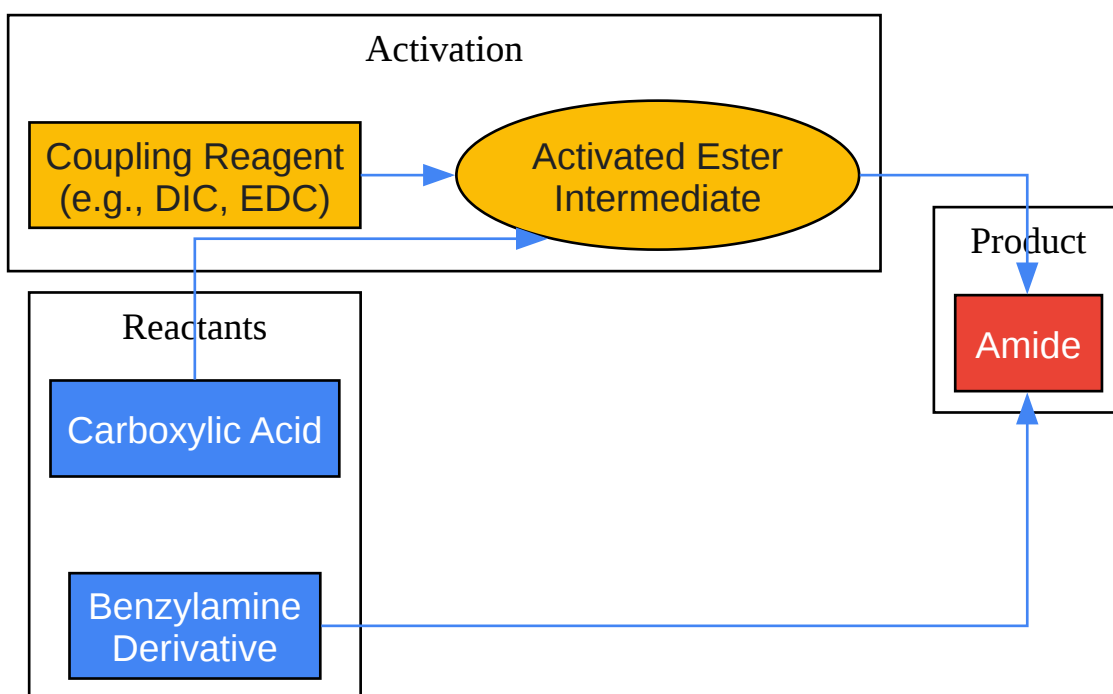 Activation
Coupling Reagent
(e.g., DIC, EDC)
Activated Ester
Intermediate
Product
Amide
Reactants
Carboxylic Acid
Benzylamine
Derivative